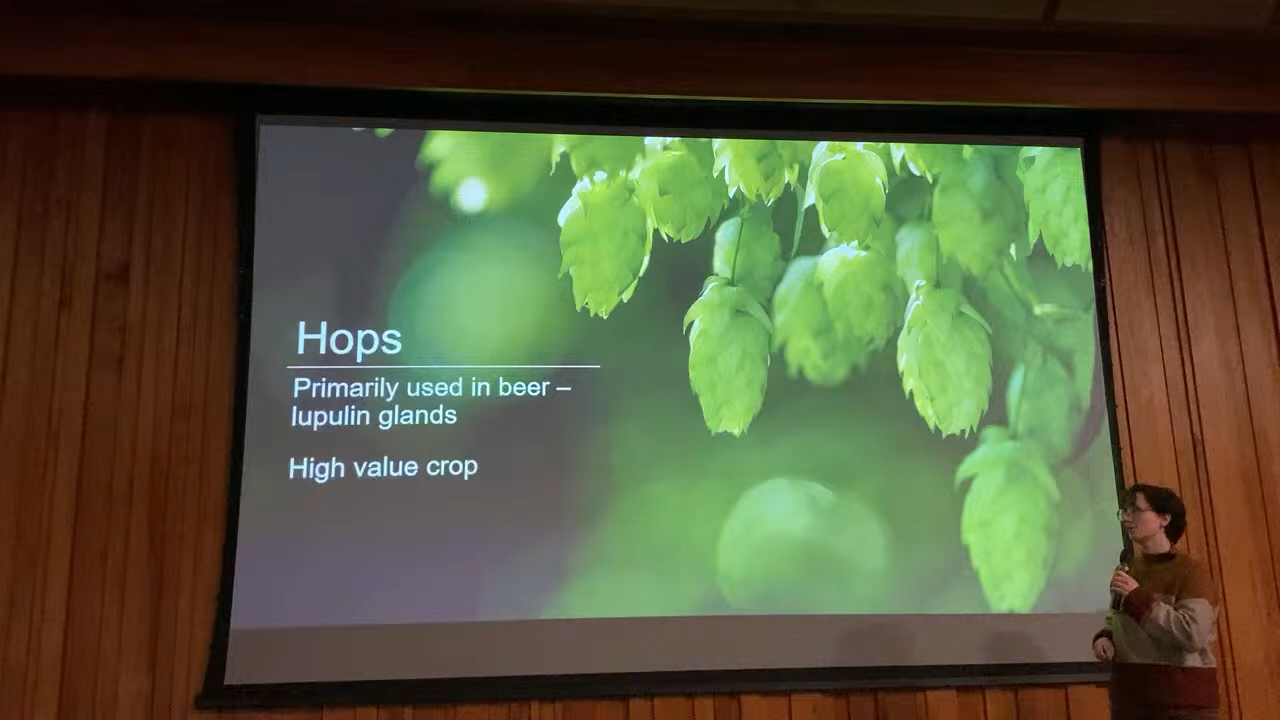 Hops
Primarily used in beer –
lupulin glands
High value crop